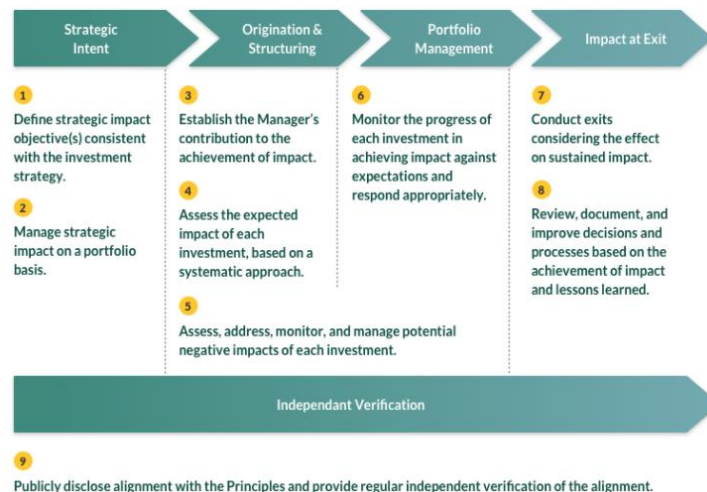 Strategic
Intent
Origination &
Structuring
Portfolio
Management
Impact at Exit
1
Define strategic impact
objective(s) consistent
with the investment
strategy.
2
Manage strategic
impact on a portfolio
basis.
3
Establish the Manager's
contribution to the
achievement of impact.
4
Assess the expected
impact of each
investment, based on a
systematic approach.
5
Assess, address, monitor, and manage potential
negative impacts of each investment.
6
Monitor the progress of
each investment in
achieving impact against
expectations and
respond appropriately.
7
Conduct exits
considering the effect
on sustained impact.
8
Review, document, and
improve decisions and
processes based on the
achievement of impact
and lessons learned.
Independant Verification
9
Publicly disclose alignment with the Principles and provide regular independent verification of the alignment.